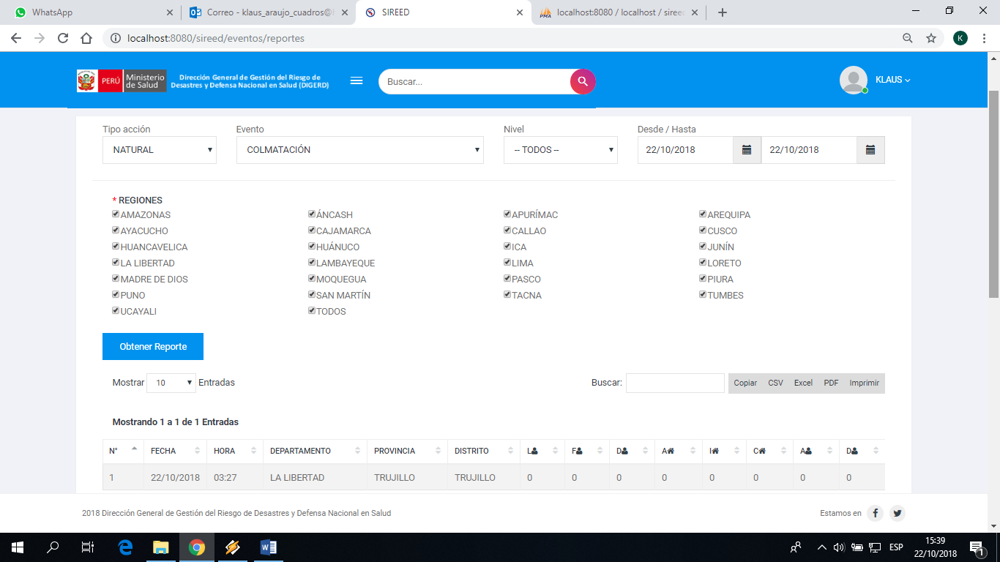 WhatsApp
Correo - klaus_araujo_cuadros@
SIREED
PMA localhost:8080 / localhost / siree
localhost:8080/sireed/eventos/reportes
K
PERÚ Ministerio de Salud
Dirección General de Gestión del Riesgo de
Desastres y Defensa Nacional en Salud (DIGERD)
Buscar...
KLAUS
Tipo acción Evento Nivel Desde / Hasta
NATURAL COLMATACIÓN -- TODOS -- 22/10/2018 22/10/2018
* REGIONES
AMAZONAS ÁNCASH APURÍMAC AREQUIPA
AYACUCHO CAJAMARCA CALLAO CUSCO
HUANCAVELICA HUÁNUCO ICA JUNÍN
LA LIBERTAD LAMBAYEQUE LIMA LORETO
MADRE DE DIOS MOQUEGUA PASCO PIURA
PUNO SAN MARTÍN TACNA TUMBES
UCAYALI TODOS
Obtener Reporte
Mostrar 10 Entradas Buscar: Copiar CSV Excel PDF Imprimir
Mostrando 1 a 1 de 1 Entradas
N° FECHA HORA DEPARTAMENTO PROVINCIA DISTRITO L F D A I C A D
1 22/10/2018 03:27 LA LIBERTAD TRUJILLO TRUJILLO 0 0 0 0 0 0 0 0
2018 Dirección General de Gestión del Riesgo de Desastres y Defensa Nacional en Salud Estamos en
ESP
15:39
22/10/2018
1